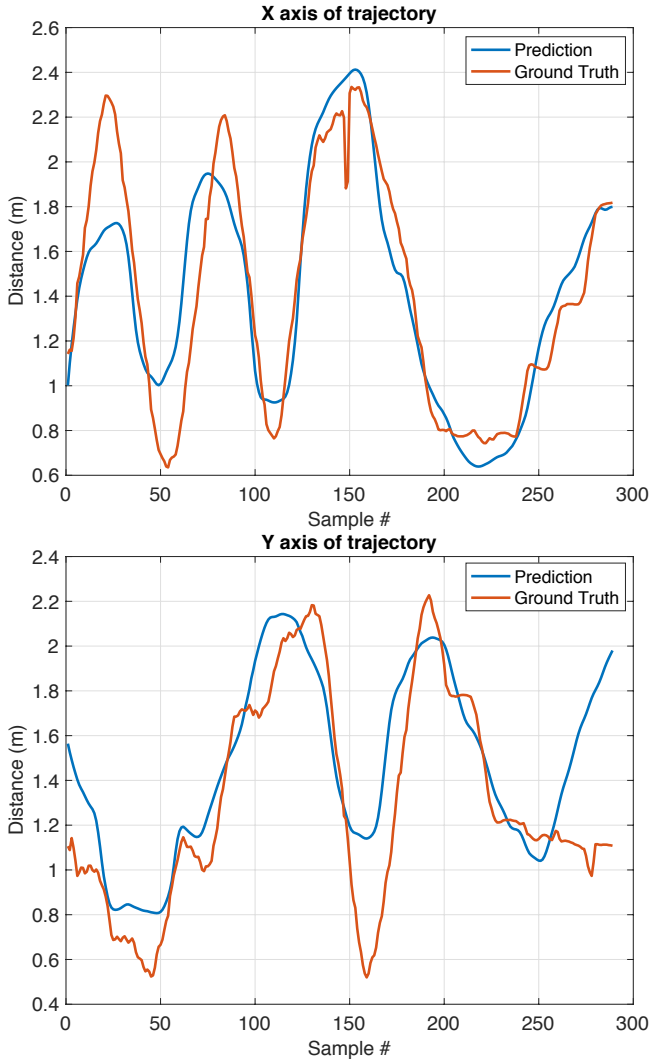 X axis of trajectory
2.6
2.4
2.2
2
1.8
1.6
1.4
1.2
1
0.8
0.6
Distance (m)
Prediction
Ground Truth
0 50 100 150 200 250 300
Sample #
Y axis of trajectory
2.4
2.2
2
1.8
1.6
1.4
1.2
1
0.8
0.6
0.4
Distance (m)
Prediction
Ground Truth
0 50 100 150 200 250 300
Sample #